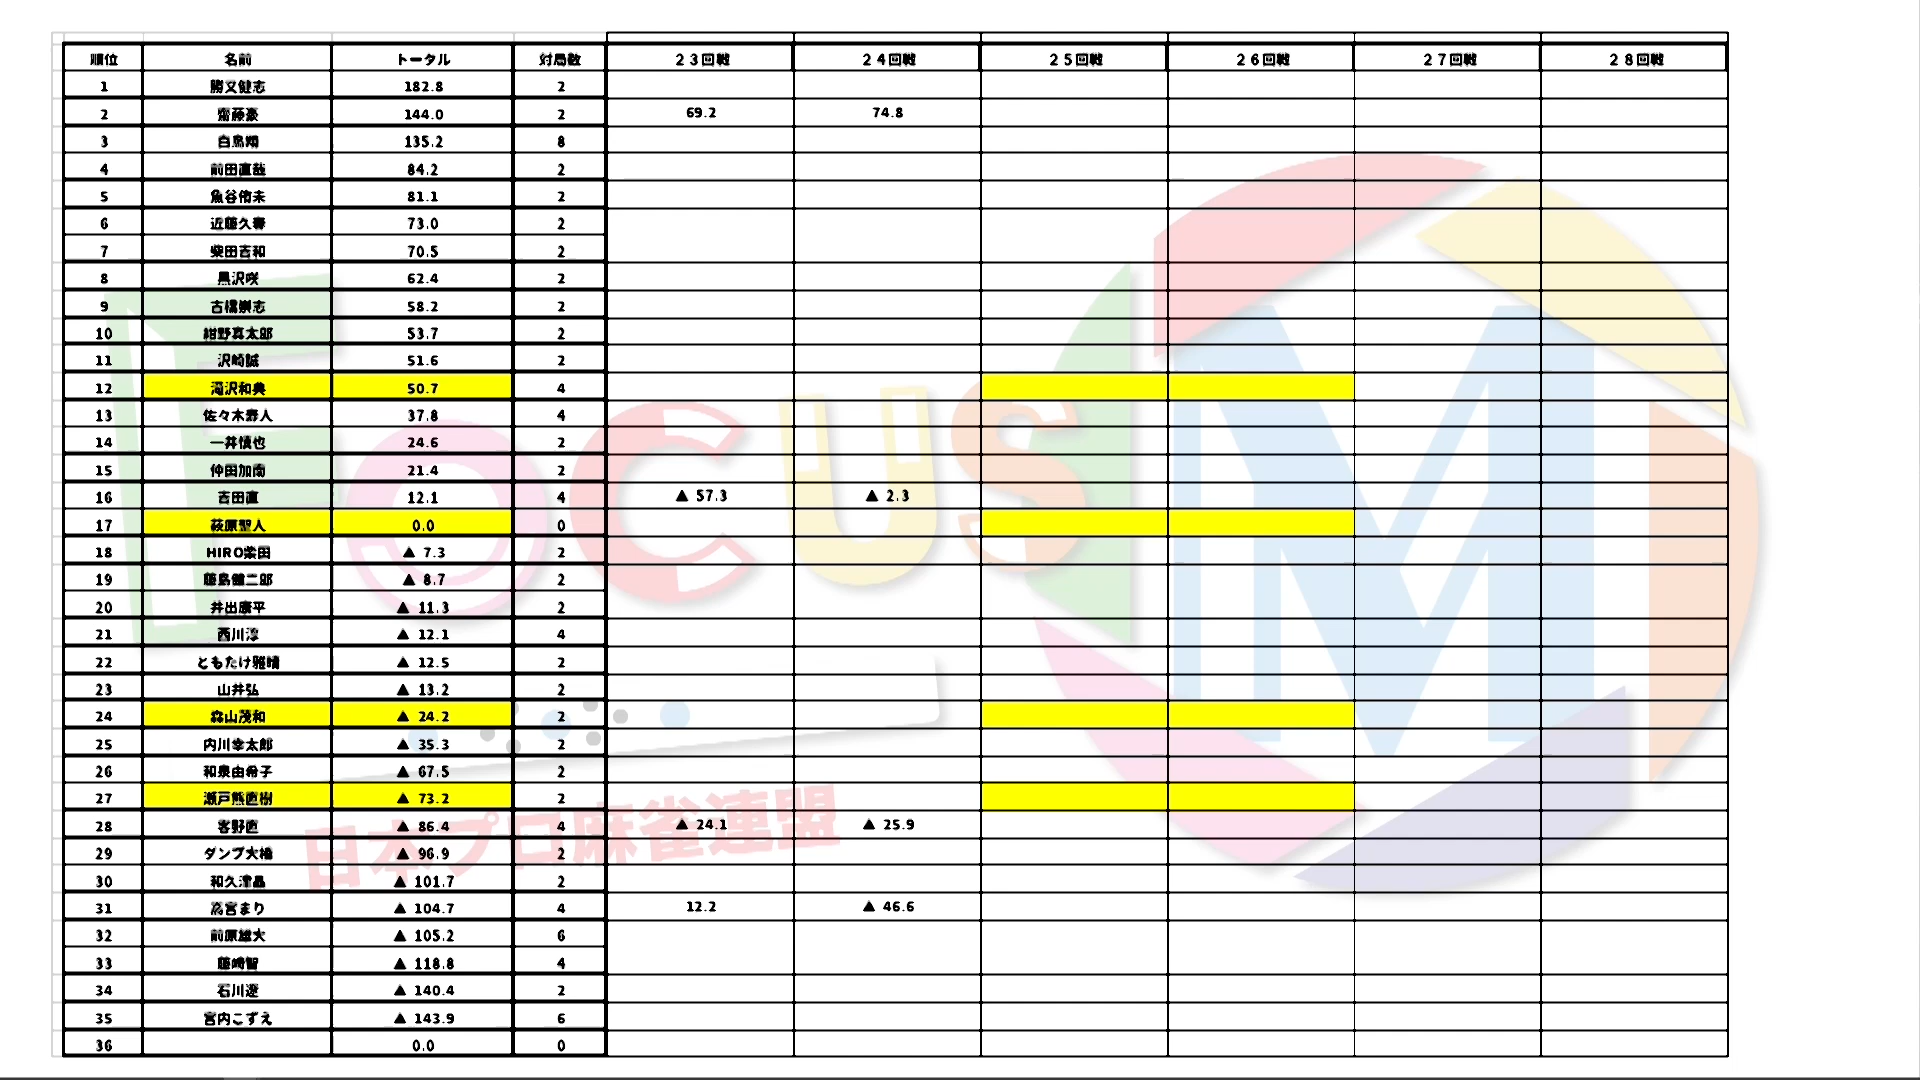 順位 名前 トータル 対局数 23回戦 24回戦 25回戦 26回戦 27回戦 28回戦
1 勝又健志 182.8 2
2 齋藤豪 144.0 2 69.2 74.8
3 白鳥翔 135.2 8
4 前田直哉 84.2 2
5 魚谷侑未 81.1 2
6 近藤久春 73.0 2
7 柴田吉和 70.5 2
8 黒沢咲 62.4 2
9 古橋崇志 58.2 2
10 紺野真太郎 53.7 2
11 沢崎誠 51.6 2
12 滝沢和典 50.7 4
13 佐々木寿人 37.8 4
14 一井慎也 24.6 2
15 仲田加南 21.4 2
16 吉田直 12.1 4 ▲ 57.3 ▲ 2.3
17 萩原聖人 0.0 0
18 HIRO柴田 ▲ 7.3 2
19 藤島健二郎 ▲ 8.7 2
20 井出康平 ▲ 11.3 2
21 西川淳 ▲ 12.1 4
22 ともたけ雅晴 ▲ 12.5 2
23 山井弘 ▲ 13.2 2
24 森山茂和 ▲ 24.2 2
25 内川幸太郎 ▲ 35.3 2
26 和泉由希子 ▲ 67.5 2
27 瀬戸熊直樹 ▲ 73.2 2
28 客野直 ▲ 86.4 4 ▲ 24.1 ▲ 25.9
29 ダンプ大橋 ▲ 96.9 2
30 和久津晶 ▲ 101.7 2
31 高宮まり ▲ 104.7 4 12.2 ▲ 46.6
32 前原雄大 ▲ 105.2 6
33 藤崎智 ▲ 118.8 4
34 石川遼 ▲ 140.4 2
35 宮内こずえ ▲ 143.9 6
36 0.0 0
FOCUS M
日本プロ麻雀連盟